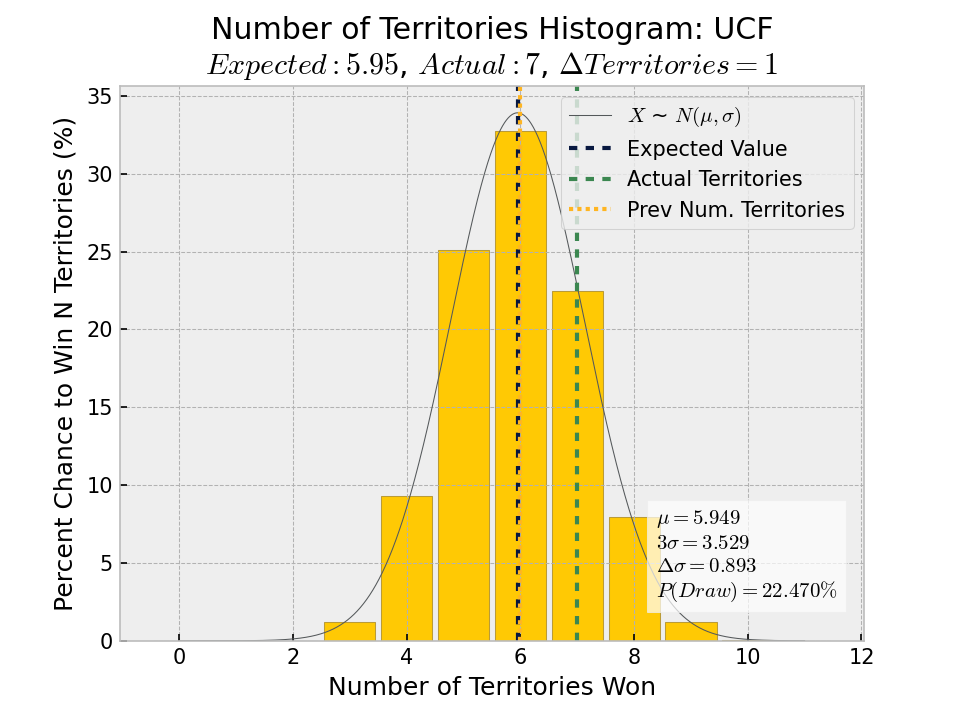 Number of Territories Histogram: UCF
Expected : 5.95, Actual : 7, ΔTerritories = 1
Percent Chance to Win N Territories (%)
35
30
25
20
15
10
5
0
X ~ N(μ, σ)
Expected Value
Actual Territories
Prev Num. Territories
μ = 5.949
3σ = 3.529
Δσ = 0.893
P(Draw) = 22.470%
0 2 4 6 8 10 12
Number of Territories Won